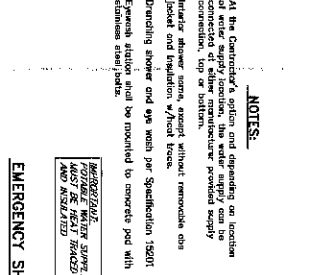 NOTES:
At the Contractor's option and depending on location
of water supply location, the water supply can be
connected at either manufacturer provided supply
connection, top or bottom.
Interior shower same, except without removable abs
jacket and insulation w/heat trace.
Drenching shower and eye wash per Specification 15201
Eyewash station shall be mounted to concrete pad with
stainless steel bolts.
IMPORTANT:
POTABLE WATER SUPPL
MUST BE HEAT TRACED
AND INSULATED
EMERGENCY SH